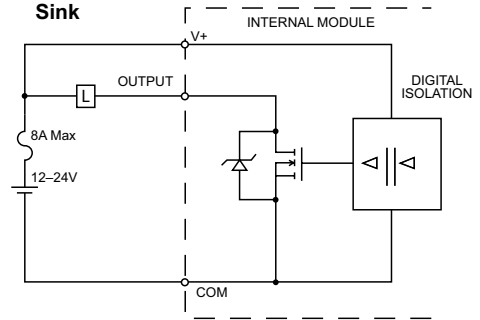 Sink
INTERNAL MODULE
V+
OUTPUT
L
DIGITAL
ISOLATION
8A Max
12–24V
COM